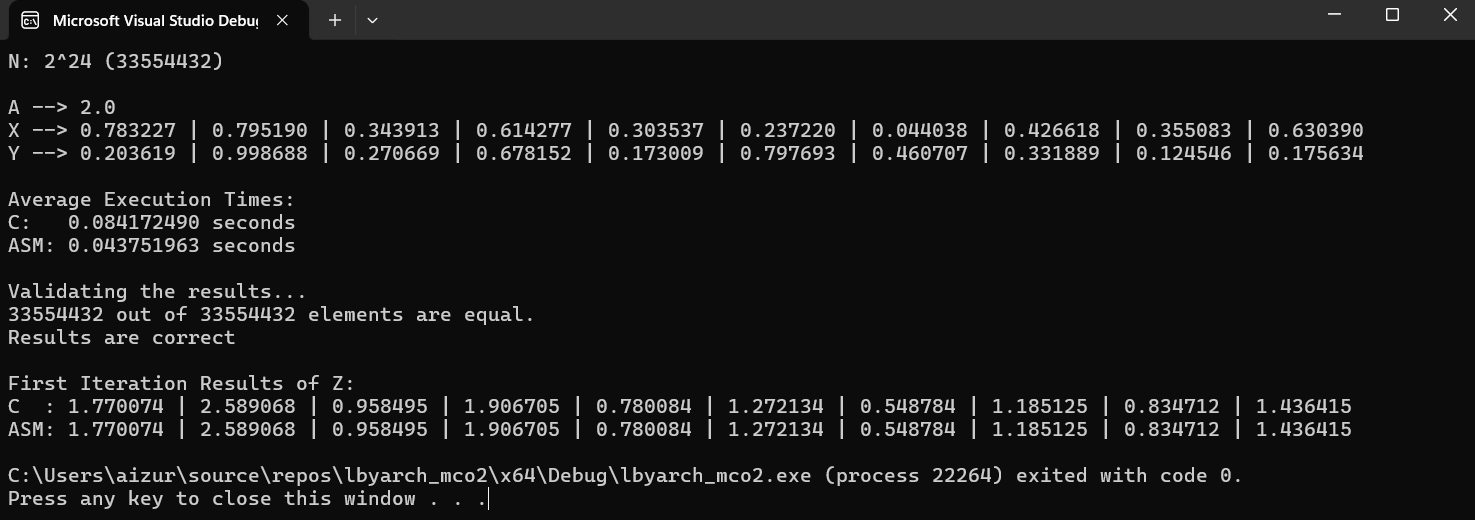 Microsoft Visual Studio Debu
N: 2^24 (33554432)
A --> 2.0
X --> 0.783227 | 0.795190 | 0.343913 | 0.614277 | 0.303537 | 0.237220 | 0.044038 | 0.426618 | 0.355083 | 0.630390
Y --> 0.203619 | 0.998688 | 0.270669 | 0.678152 | 0.173009 | 0.797693 | 0.460707 | 0.331889 | 0.124546 | 0.175634
Average Execution Times:
C:   0.084172490 seconds
ASM: 0.043751963 seconds
Validating the results...
33554432 out of 33554432 elements are equal.
Results are correct
First Iteration Results of Z:
C  : 1.770074 | 2.589068 | 0.958495 | 1.906705 | 0.780084 | 1.272134 | 0.548784 | 1.185125 | 0.834712 | 1.436415
ASM: 1.770074 | 2.589068 | 0.958495 | 1.906705 | 0.780084 | 1.272134 | 0.548784 | 1.185125 | 0.834712 | 1.436415
C:\Users\aizur\source\repos\lbyarch_mco2\x64\Debug\lbyarch_mco2.exe (process 22264) exited with code 0.
Press any key to close this window . . .